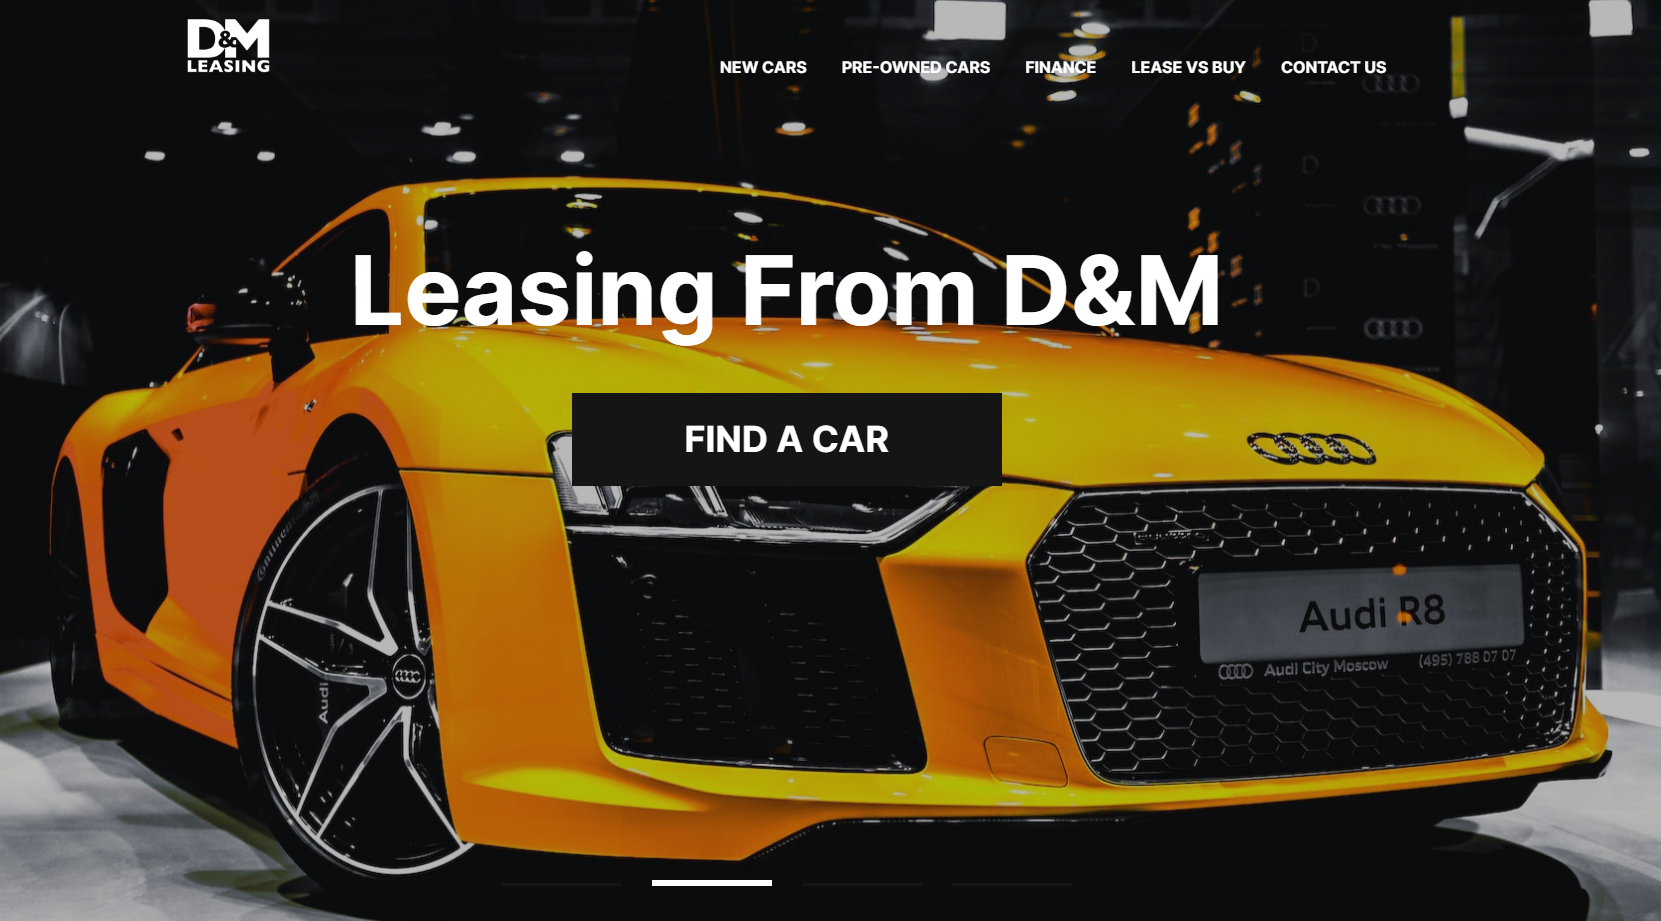 D&M
LEASING
NEW CARS
PRE-OWNED CARS
FINANCE
LEASE VS BUY
CONTACT US
Leasing From D&M
FIND A CAR
Audi R8
Audi City Moscow (495) 788 07 07
Continental
Audi